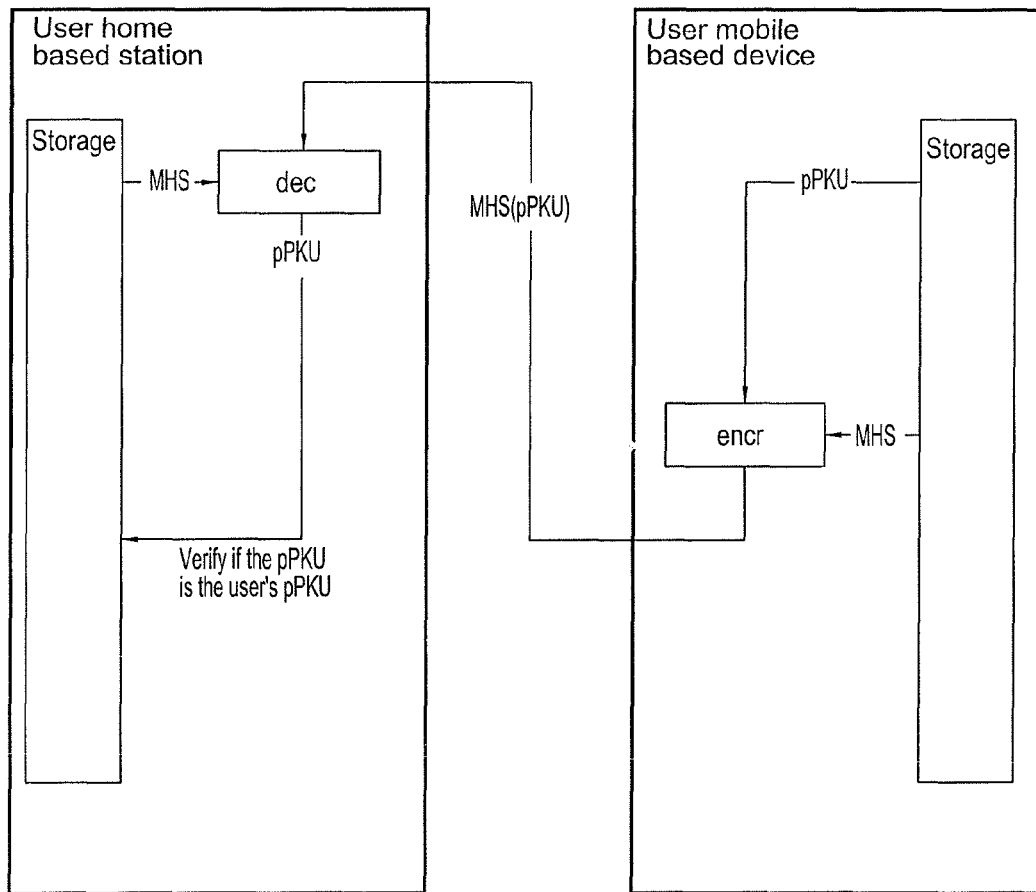 User home
based station
Storage
MHS
dec
pPKU
Verify if the pPKU
is the user's pPKU
MHS(pPKU)
User mobile
based device
Storage
pPKU
encr
MHS